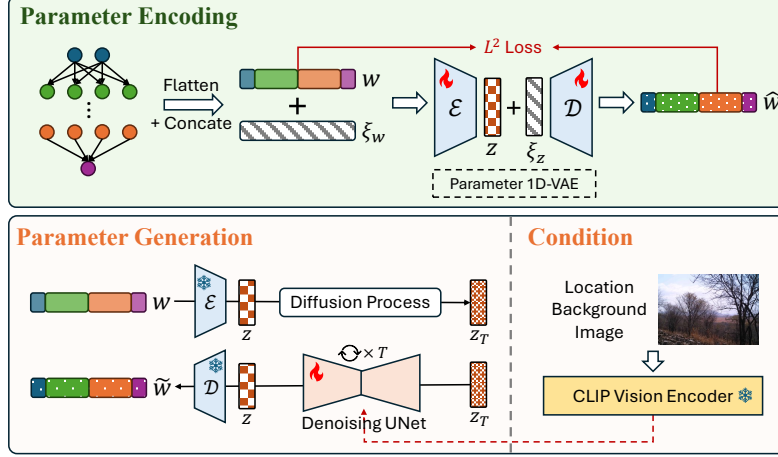 Parameter Encoding
Flatten
+ Concate
w
+
ξ_w
L² Loss
ℰ
z
+
ξ_z
𝒟
ŵ
Parameter 1D-VAE
Parameter Generation
w
ℰ
z
Diffusion Process
z_T
w̃
𝒟
z
× T
Denoising UNet
z_T
Condition
Location
Background
Image
CLIP Vision Encoder